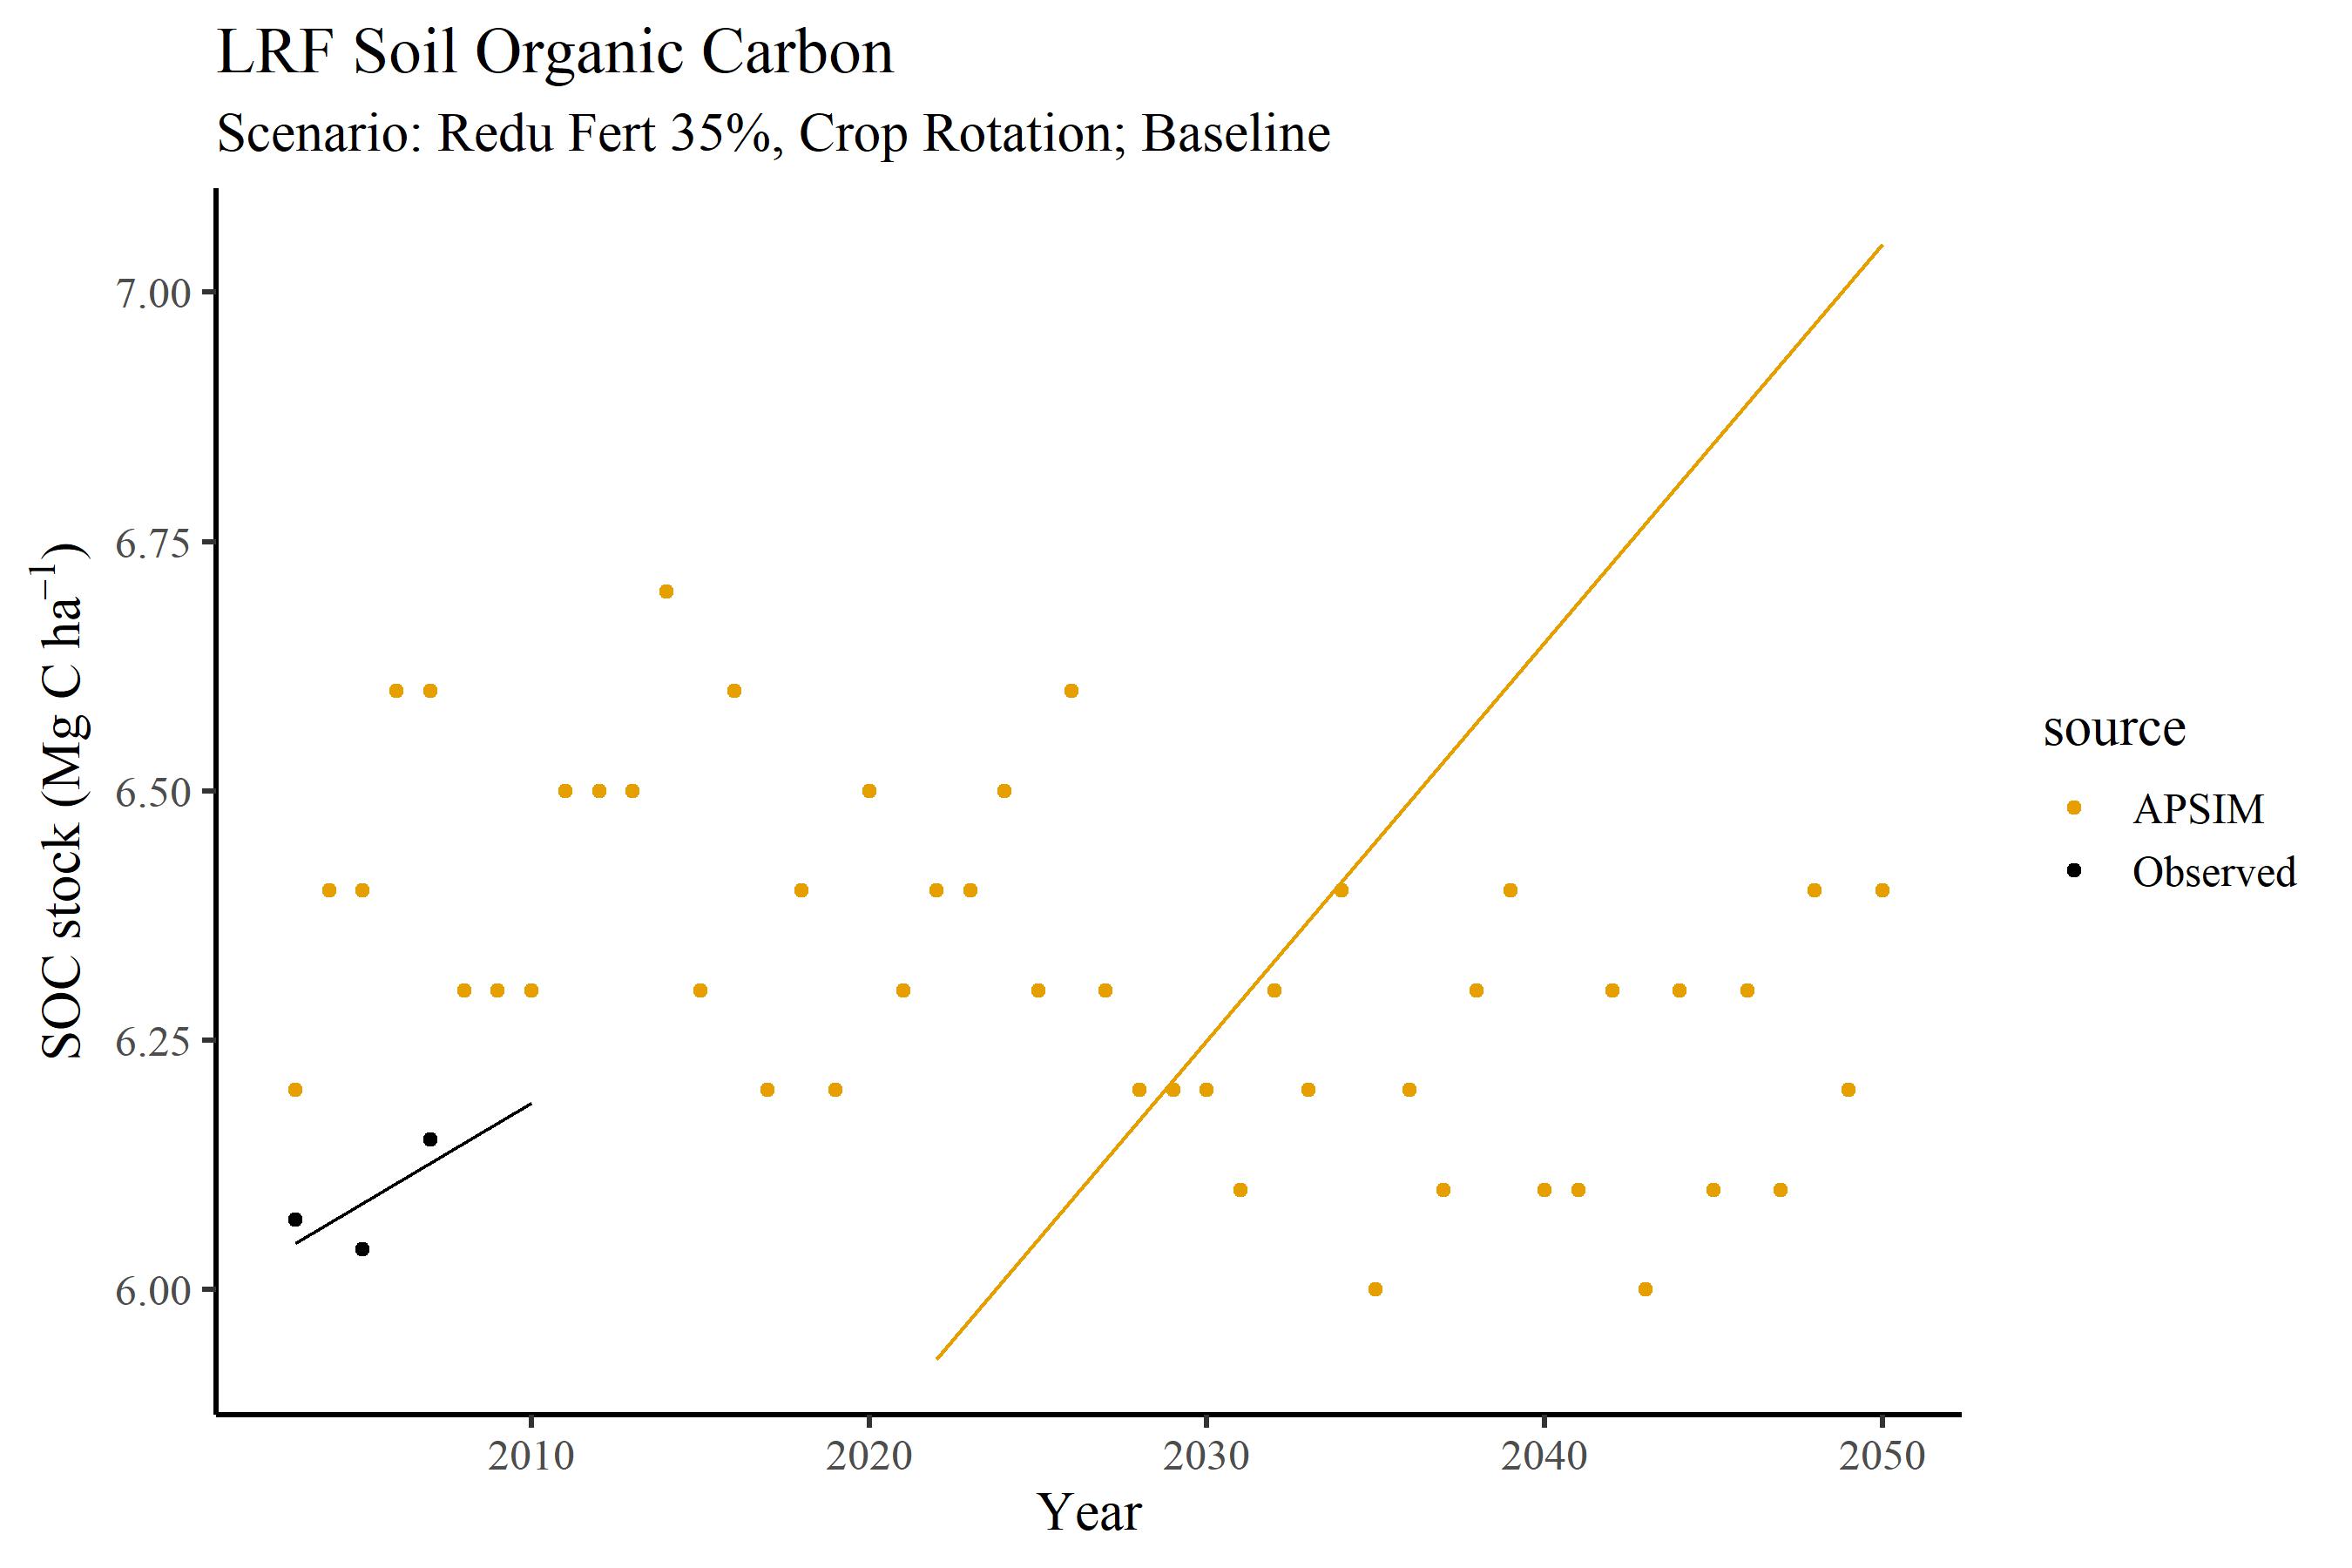 LRF Soil Organic Carbon
Scenario: Redu Fert 35%, Crop Rotation; Baseline
SOC stock (Mg C ha⁻¹)
7.00
6.75
6.50
6.25
6.00
2010 2020 2030 2040 2050
Year
source
APSIM
Observed